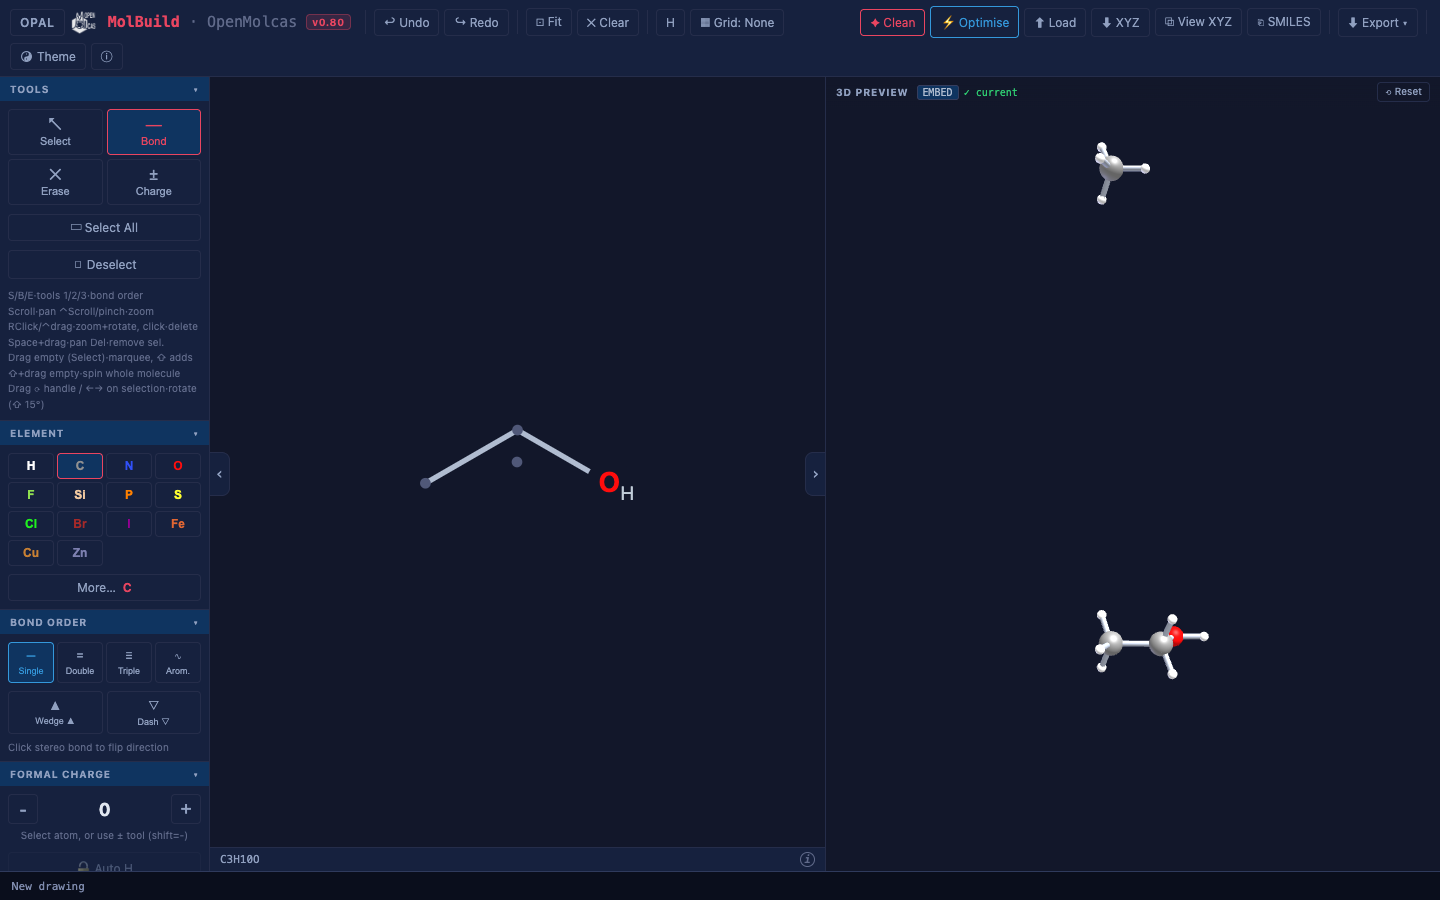 OPAL
OPEN
MOLCAS
MolBuild · OpenMolcas v0.80
↩ Undo
↪ Redo
Fit
Clear
H
Grid: None
Clean
Optimise
Load
XYZ
View XYZ
SMILES
Export
Theme
TOOLS
Select
Bond
Erase
Charge
Select All
Deselect
S/B/E·tools 1/2/3·bond order
Scroll·pan ^Scroll/pinch·zoom
RClick/^drag·zoom+rotate, click·delete
Space+drag·pan Del·remove sel.
Drag empty (Select)·marquee, ⇧ adds
⇧+drag empty·spin whole molecule
Drag ⟳ handle / ←→ on selection·rotate
(⇧ 15°)
ELEMENT
H C N O
F Si P S
Cl Br I Fe
Cu Zn
More... C
BOND ORDER
Single Double Triple Arom.
Wedge ▲ Dash ▽
Click stereo bond to flip direction
FORMAL CHARGE
- 0 +
Select atom, or use ± tool (shift=-)
Auto H
O
H
C3H10O
3D PREVIEW EMBED ✓ current
Reset
New drawing